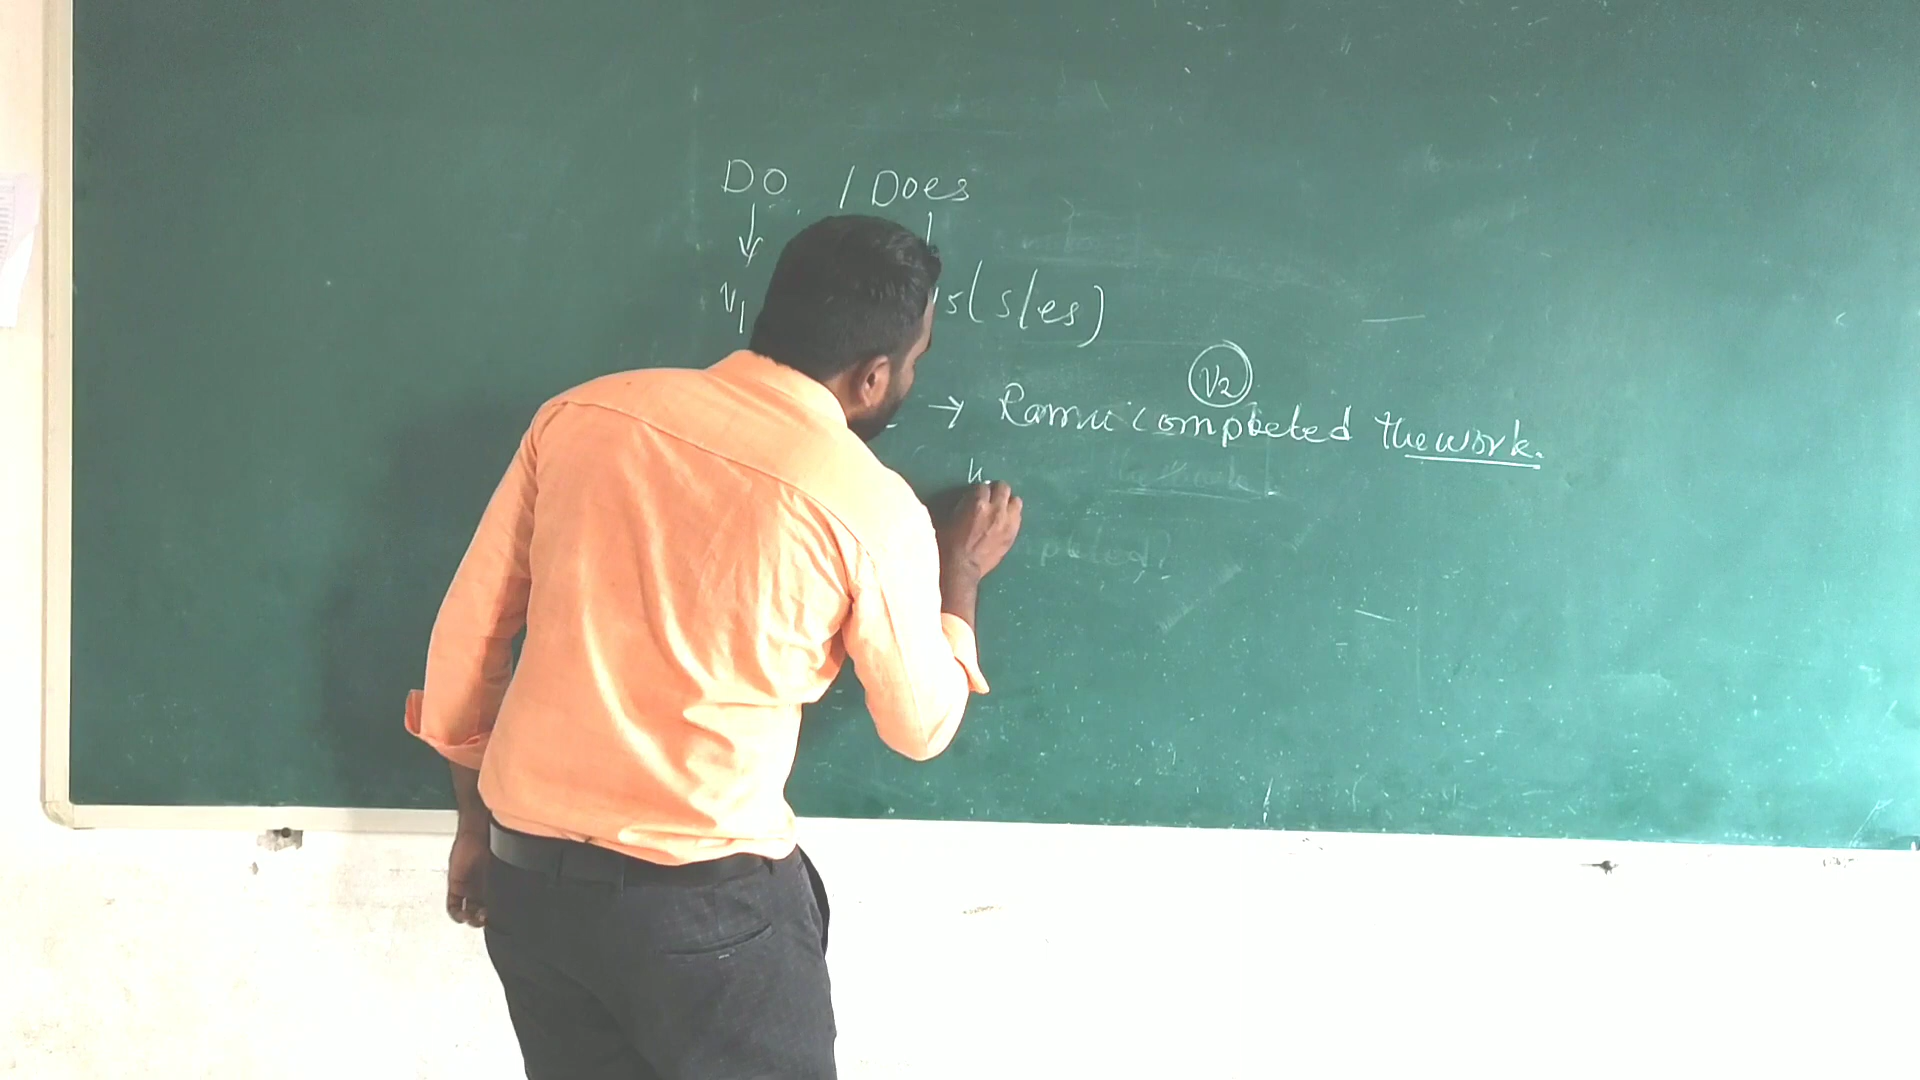 DO / Does
V1 s(s/es)
V2
→ Ramu completed the work.